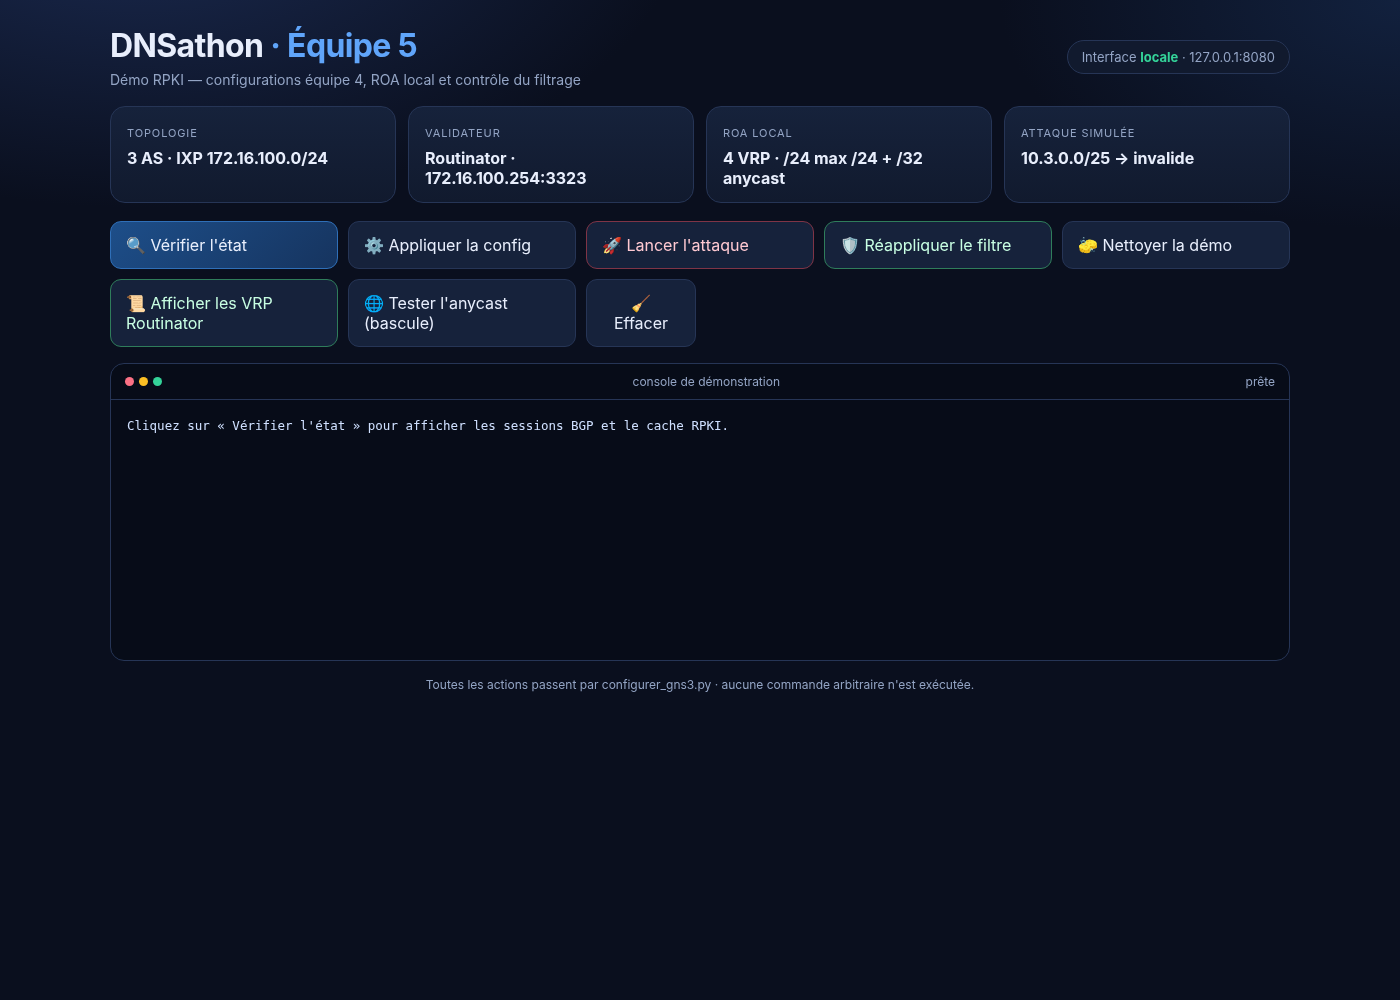 DNSathon · Équipe 5
Démo RPKI — configurations équipe 4, ROA local et contrôle du filtrage
Interface locale · 127.0.0.1:8080
TOPOLOGIE
3 AS · IXP 172.16.100.0/24
VALIDATEUR
Routinator ·
172.16.100.254:3323
ROA LOCAL
4 VRP · /24 max /24 + /32
anycast
ATTAQUE SIMULÉE
10.3.0.0/25 → invalide
🔍 Vérifier l'état
⚙️ Appliquer la config
🚀 Lancer l'attaque
🛡️ Réappliquer le filtre
🧽 Nettoyer la démo
📜 Afficher les VRP
Routinator
🌐 Tester l'anycast
(bascule)
🧹
Effacer
console de démonstration
prête
Cliquez sur « Vérifier l'état » pour afficher les sessions BGP et le cache RPKI.
Toutes les actions passent par configurer_gns3.py · aucune commande arbitraire n'est exécutée.